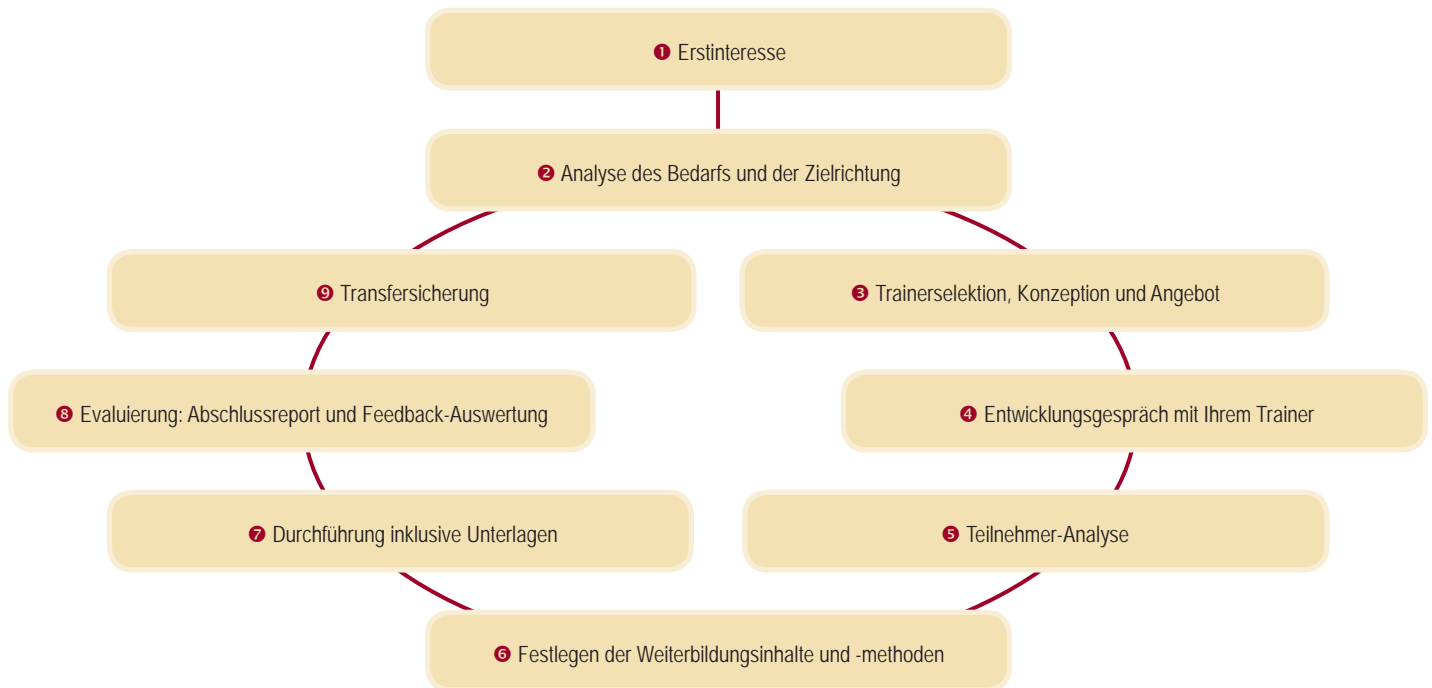 ❶ Erstinteresse
❷ Analyse des Bedarfs und der Zielrichtung
❾ Transfersicherung
❸ Trainerselektion, Konzeption und Angebot
❽ Evaluierung: Abschlussreport und Feedback-Auswertung
❹ Entwicklungsgespräch mit Ihrem Trainer
❼ Durchführung inklusive Unterlagen
❺ Teilnehmer-Analyse
❻ Festlegen der Weiterbildungsinhalte und -methoden